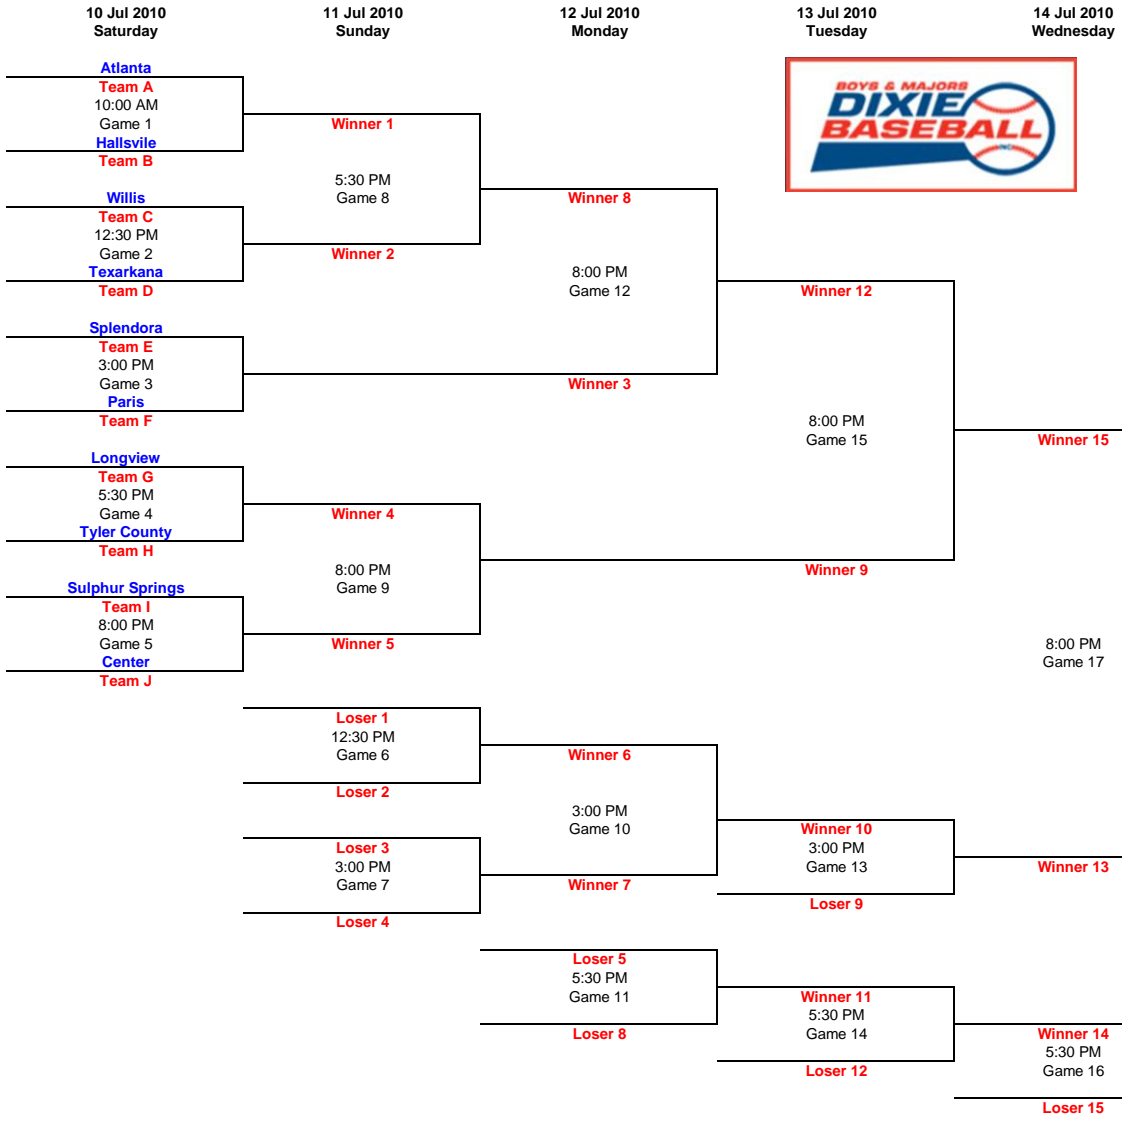 10 Jul 2010
Saturday
11 Jul 2010
Sunday
12 Jul 2010
Monday
13 Jul 2010
Tuesday
14 Jul 2010
Wednesday
BOYS & MAJORS
DIXIE
BASEBALL
INC
Atlanta
Team A
10:00 AM
Game 1
Hallsvile
Team B
Willis
Team C
12:30 PM
Game 2
Texarkana
Team D
Splendora
Team E
3:00 PM
Game 3
Paris
Team F
Longview
Team G
5:30 PM
Game 4
Tyler County
Team H
Sulphur Springs
Team I
8:00 PM
Game 5
Center
Team J
Winner 1
5:30 PM
Game 8
Winner 2
Winner 4
8:00 PM
Game 9
Winner 5
Loser 1
12:30 PM
Game 6
Loser 2
Loser 3
3:00 PM
Game 7
Loser 4
Winner 8
8:00 PM
Game 12
Winner 3
Winner 6
3:00 PM
Game 10
Winner 7
Loser 5
5:30 PM
Game 11
Loser 8
Winner 12
8:00 PM
Game 15
Winner 9
Winner 10
3:00 PM
Game 13
Loser 9
Winner 11
5:30 PM
Game 14
Loser 12
Winner 15
8:00 PM
Game 17
Winner 13
Winner 14
5:30 PM
Game 16
Loser 15